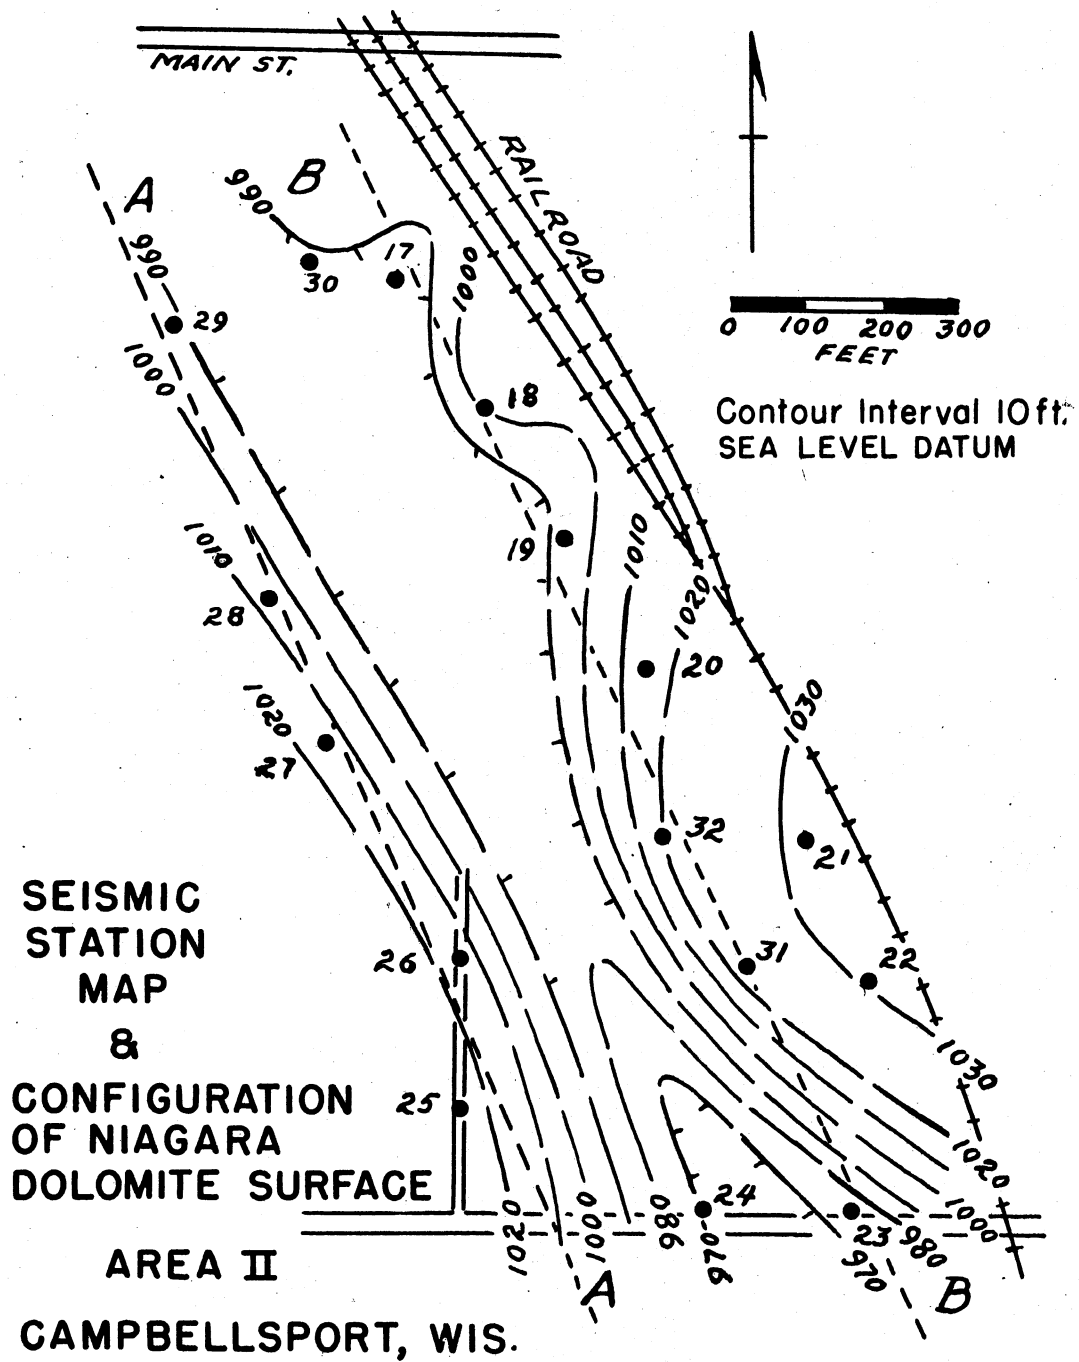 MAIN ST.
RAILROAD
A
B
990
990
17
30
1000
29
1000
18
0 100 200 300
FEET
Contour Interval 10 ft.
SEA LEVEL DATUM
19
1010
1010
28
1020
20
1020
27
1030
32
21
SEISMIC
STATION
MAP
&
CONFIGURATION
OF NIAGARA
DOLOMITE SURFACE
AREA II
CAMPBELLSPORT, WIS.
26
31
22
25
1030
1020
24
23
1020
1000
980
970
970
980
1000
A
B